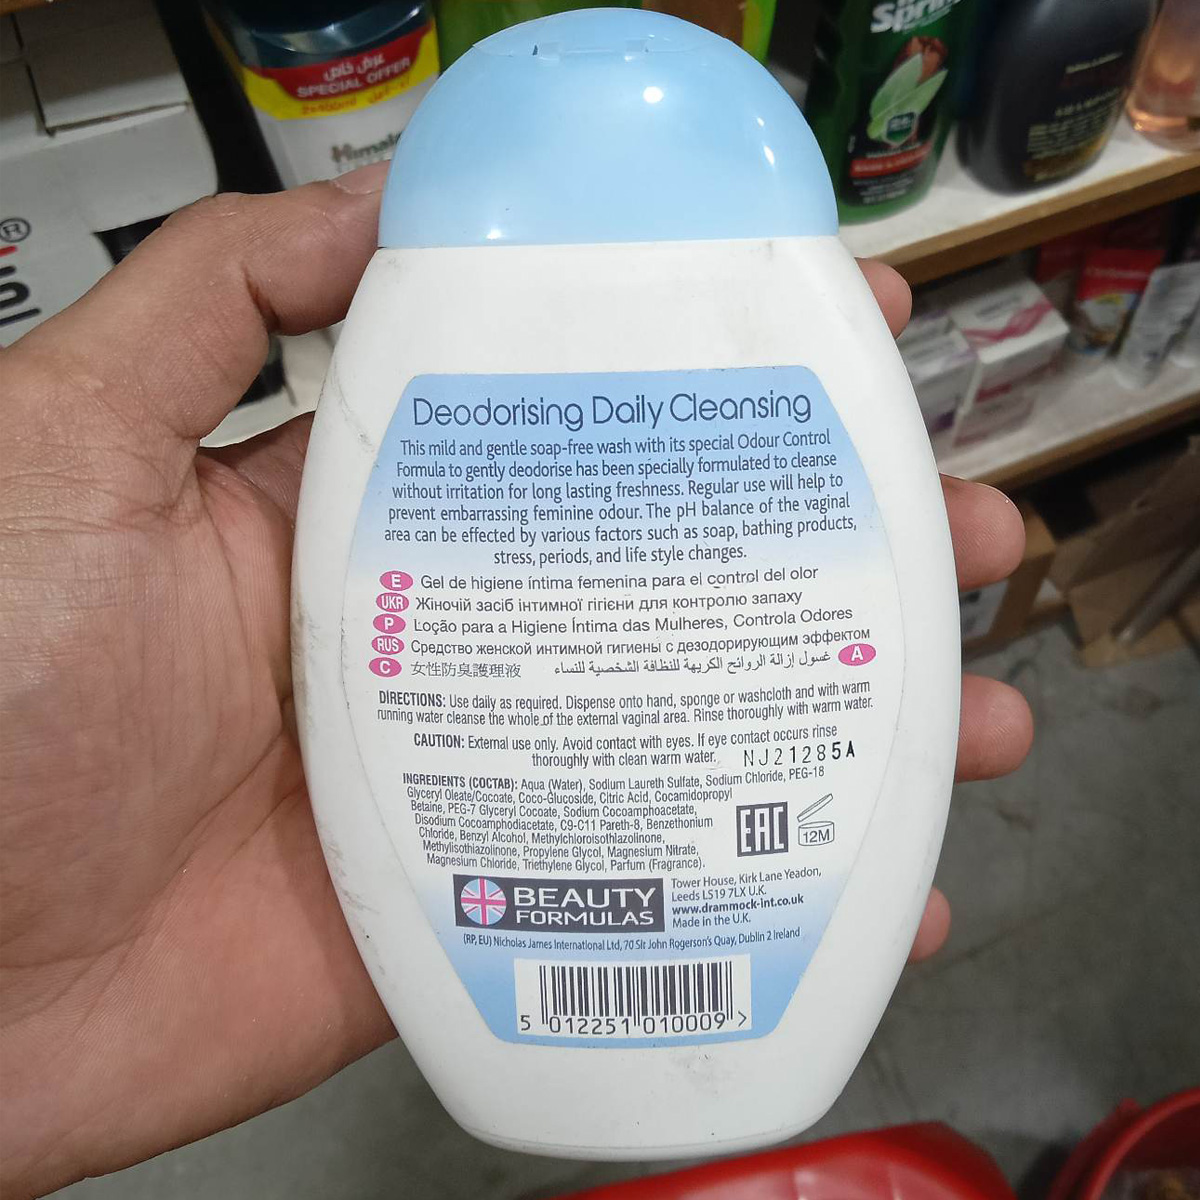 عرض خاص
SPECIAL OFFER
Himal
Deodorising Daily Cleansing
This mild and gentle soap-free wash with its special Odour Control
Formula to gently deodorise has been specially formulated to cleanse
without irritation for long lasting freshness. Regular use will help to
prevent embarrassing feminine odour. The pH balance of the vaginal
area can be effected by various factors such as soap, bathing products,
stress, periods, and life style changes.
E Gel de higiene íntima femenina para el control del olor
UKR Жіночій засіб інтимної гігієни для контролю запаху
P Loção para a Higiene Íntima das Mulheres, Controla Odores
RUS Средство женской интимной гигиены с дезодорирующим эффектом
C 女性防臭護理液
غسول إزالة الروائح الكريهة للنظافة الشخصية للنساء A
DIRECTIONS: Use daily as required. Dispense onto hand, sponge or washcloth and with warm
running water cleanse the whole of the external vaginal area. Rinse thoroughly with warm water.
CAUTION: External use only. Avoid contact with eyes. If eye contact occurs rinse
thoroughly with clean warm water.
NJ21285A
INGREDIENTS (COCTAB): Aqua (Water), Sodium Laureth Sulfate, Sodium Chloride, PEG-18
Glyceryl Oleate/Cocoate, Coco-Glucoside, Citric Acid, Cocamidopropyl
Betaine, PEG-7 Glyceryl Cocoate, Sodium Cocoamphoacetate,
Disodium Cocoamphodiacetate, C9-C11 Pareth-8, Benzethonium
Chloride, Benzyl Alcohol, Methylchloroisothiazolinone,
Methylisothiazolinone, Propylene Glycol, Magnesium Nitrate,
Magnesium Chloride, Triethylene Glycol, Parfum (Fragrance).
EAC
12M
BEAUTY
FORMULAS
Tower House, Kirk Lane Yeadon,
Leeds LS19 7LX U.K.
www.drammock-int.co.uk
Made in the U.K.
(RP, EU) Nicholas James International Ltd, 70 Sir John Rogerson's Quay, Dublin 2 Ireland
5 012251 010009 >